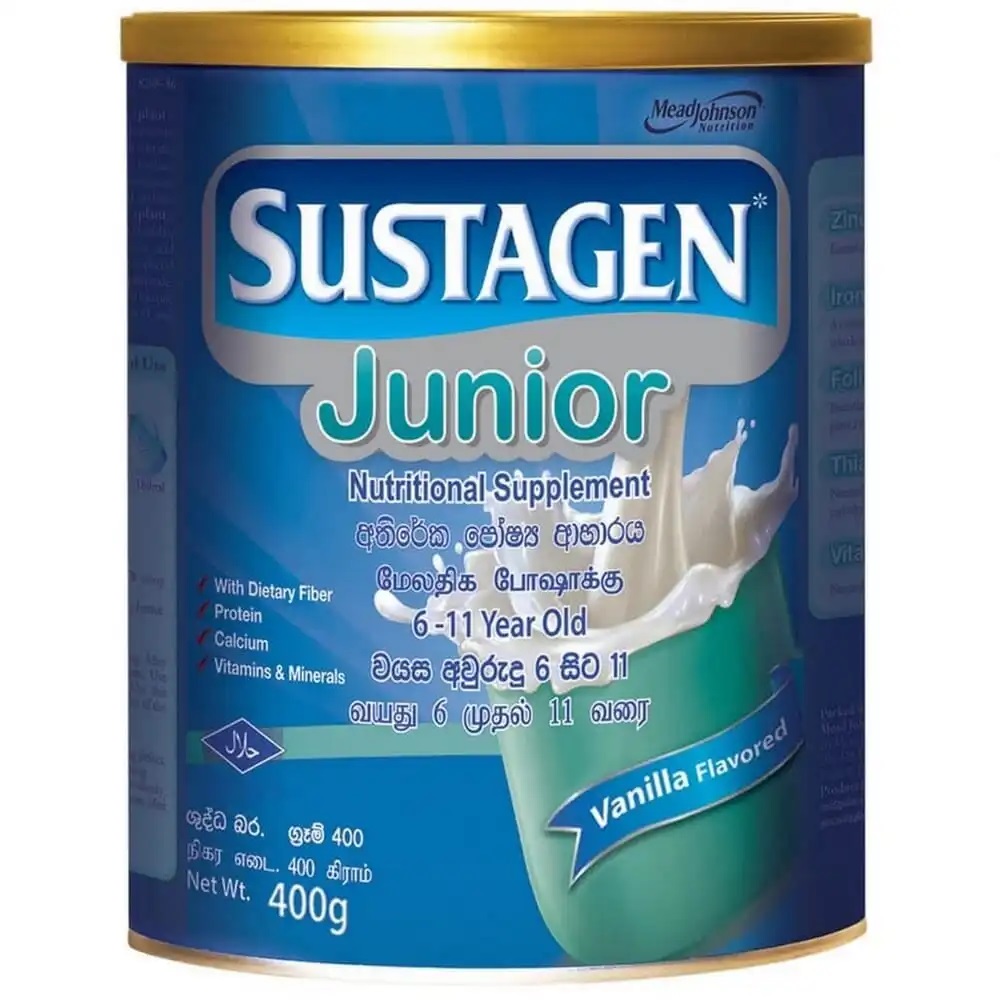 MeadJohnson
Nutrition
SUSTAGEN*
Junior
Nutritional Supplement
අතිරේක පෝෂ්‍ය ආහාරය
மேலதிக போஷாக்கு
6-11 Year Old
වයස අවුරුදු 6 සිට 11
வயது 6 முதல் 11 வரை
With Dietary Fiber
Protein
Calcium
Vitamins & Minerals
حلال
Vanilla Flavored
ශුද්ධ බර. ග්‍රෑම් 400
நிகர எடை. 400 கிராம்
Net Wt. 400g